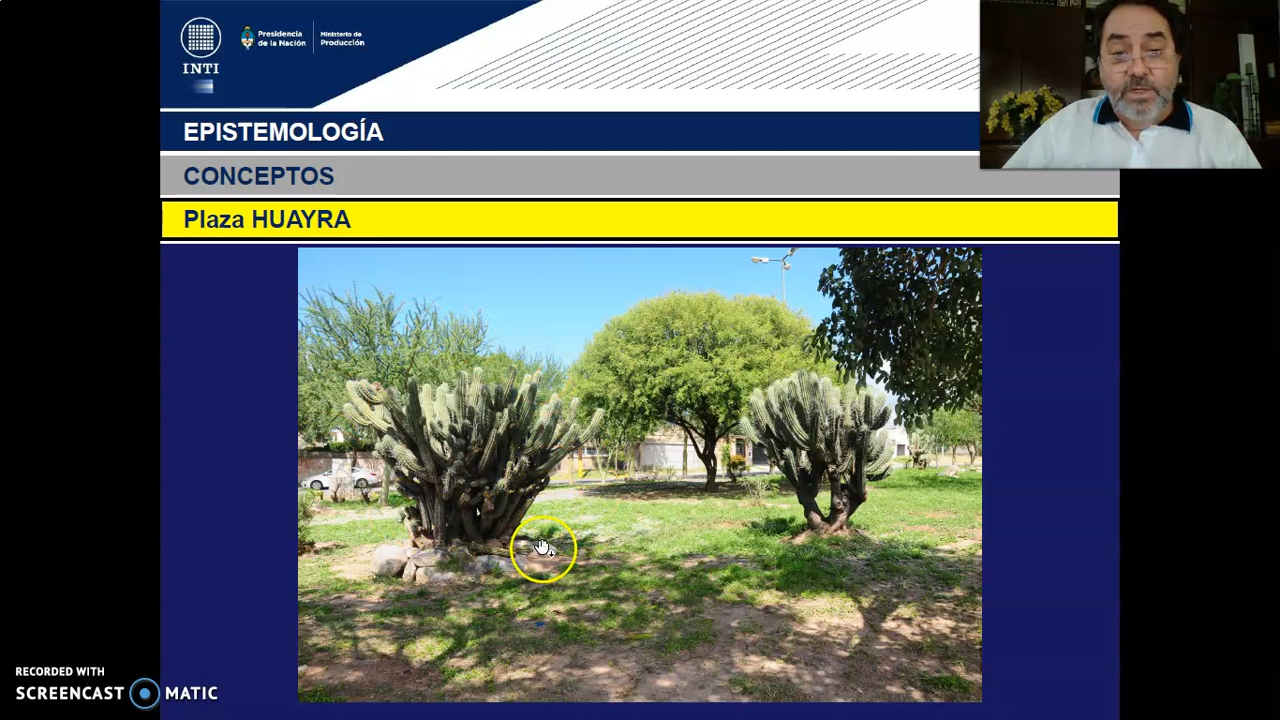 INTI
Presidencia
de la Nación
Ministerio de
Producción
EPISTEMOLOGÍA
CONCEPTOS
Plaza HUAYRA
RECORDED WITH
SCREENCAST MATIC